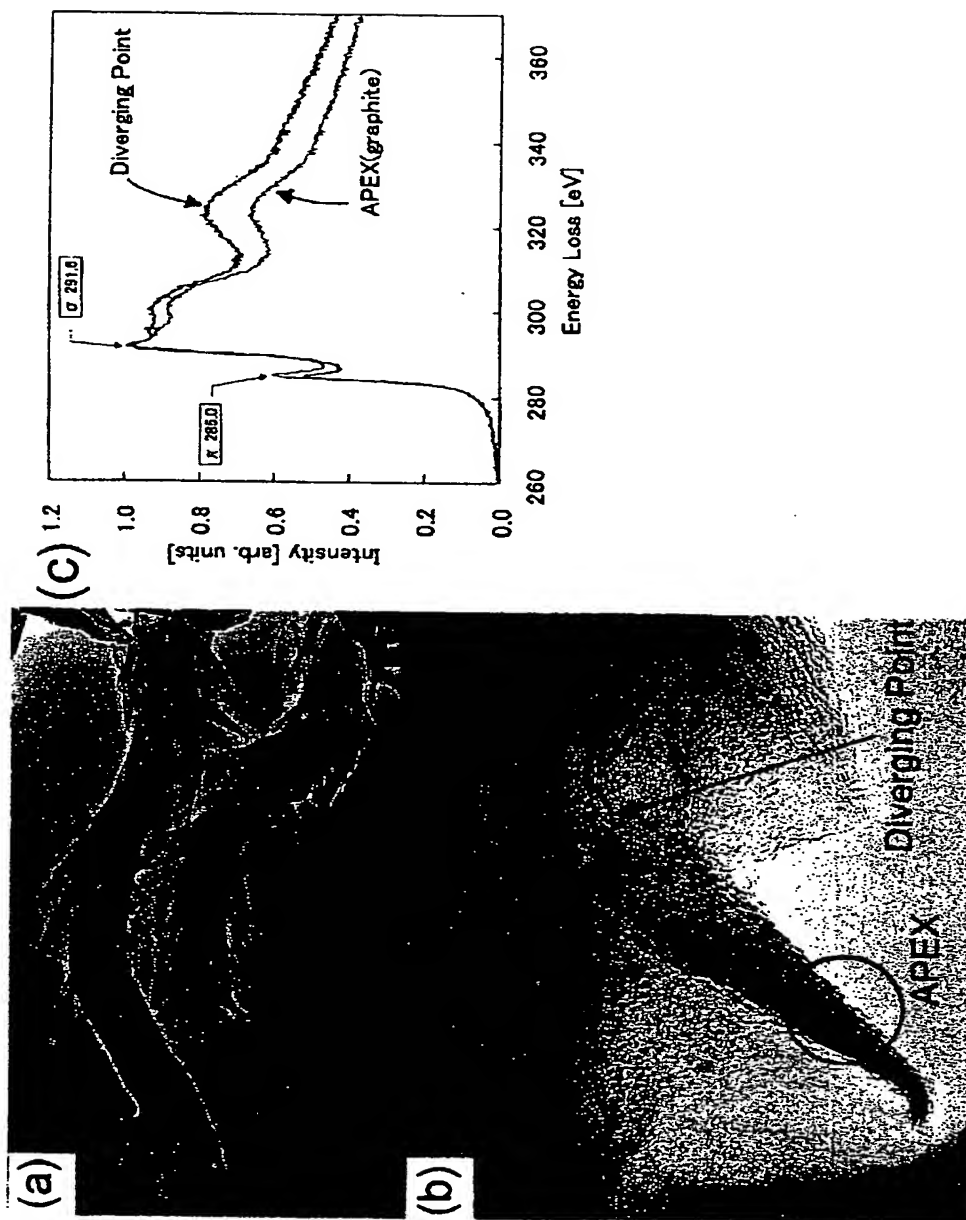 (a)
(b)
APEX
Diverging Point
(c)
Intensity [arb. units]
1.2
1.0
0.8
0.6
0.4
0.2
0.0
σ 291.8
π 285.0
Diverging Point
APEX(graphite)
260
280
300
320
340
360
Energy Loss [eV]